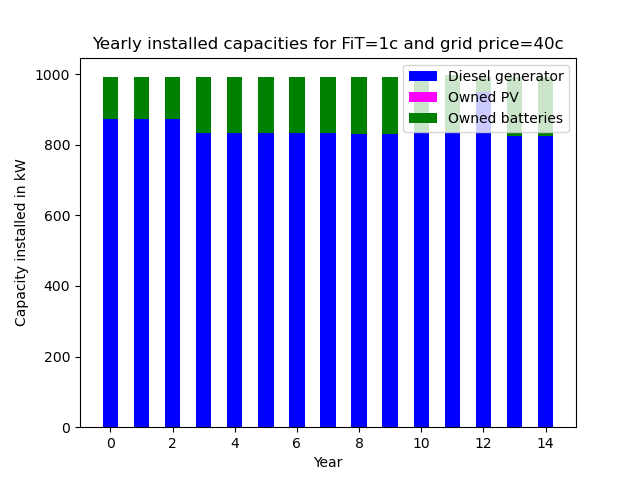 Yearly installed capacities for FiT=1c and grid price=40c
Capacity installed in kW
1000
800
600
400
200
0
Diesel generator
Owned PV
Owned batteries
0 2 4 6 8 10 12 14
Year